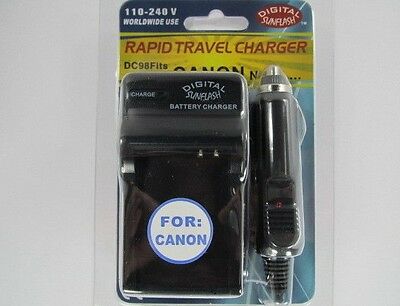 110-240 V
WORLDWIDE USE
DIGITAL
SUNFLASH
RAPID TRAVEL CHARGER
DC98Fits
CANON
CHARGE
DIGITAL
SUNFLASH
BATTERY CHARGER
FOR:
CANON